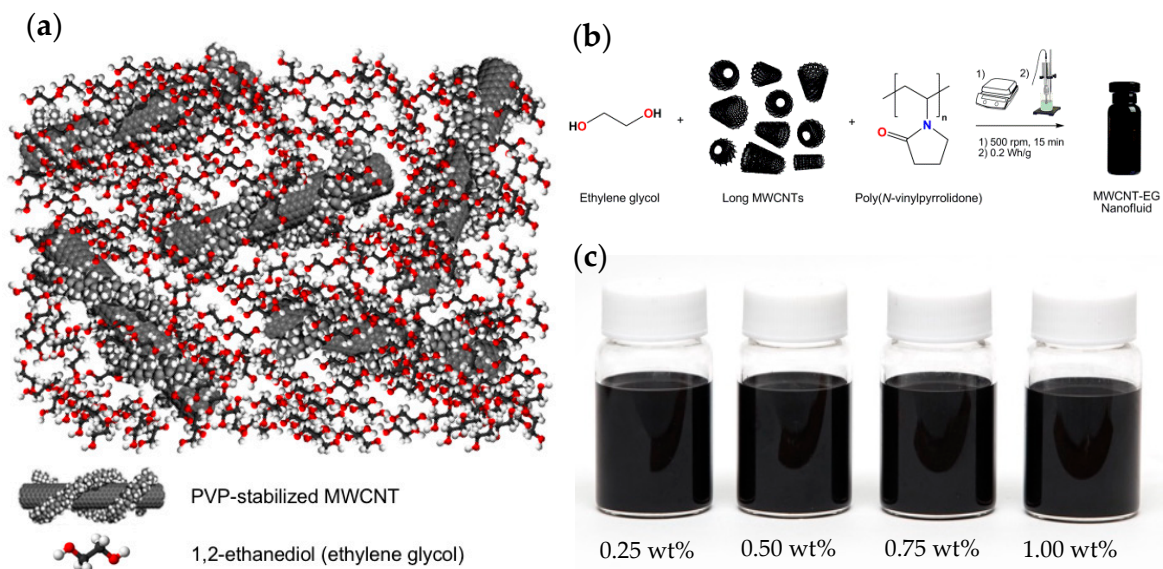 (a)
PVP-stabilized MWCNT
1,2-ethanediol (ethylene glycol)
(b)
HO
OH
+
+
n
N
O
1)
2)
1) 500 rpm, 15 min
2) 0.2 Wh/g
Ethylene glycol
Long MWCNTs
Poly(N-vinylpyrrolidone)
MWCNT-EG
Nanofluid
(c)
0.25 wt%
0.50 wt%
0.75 wt%
1.00 wt%